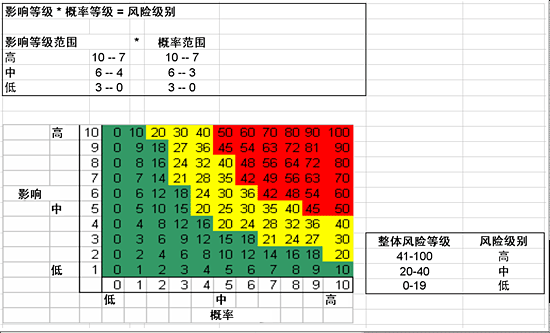 影响等级 * 概率等级 = 风险级别
影响等级范围 * 概率范围
高 10 -- 7 10 -- 7
中 6 -- 4 6 -- 3
低 3 -- 0 3 -- 0
高 10 0 10 20 30 40 50 60 70 80 90 100
9 0 9 18 27 36 45 54 63 72 81 90
8 0 8 16 24 32 40 48 56 64 72 80
7 0 7 14 21 28 35 42 49 56 63 70
影响 6 0 6 12 18 24 30 36 42 48 54 60
中 5 0 5 10 15 20 25 30 35 40 45 50
4 0 4 8 12 16 20 24 28 32 36 40
3 0 3 6 9 12 15 18 21 24 27 30
2 0 2 4 6 8 10 12 14 16 18 20
低 1 0 1 2 3 4 5 6 7 8 9 10
0 1 2 3 4 5 6 7 8 9 10
低 中 高
概率
整体风险等级 风险级别
41-100 高
20-40 中
0-19 低